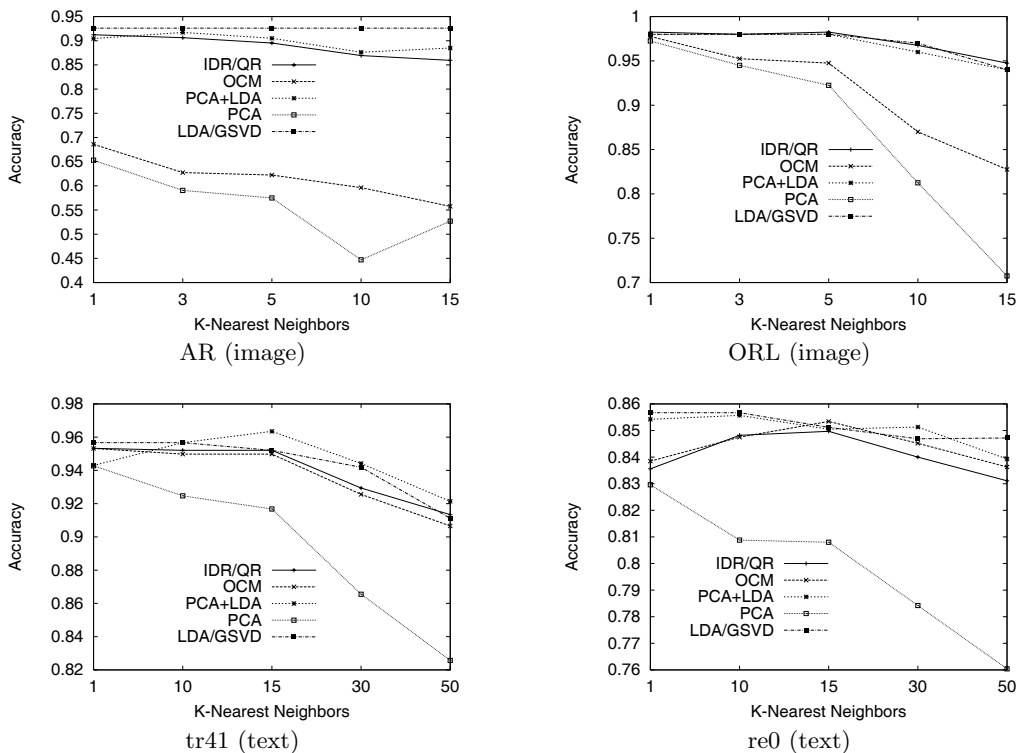 0.95
0.9
0.85
0.8
0.75
0.7
0.65
0.6
0.55
0.5
0.45
0.4
Accuracy
IDR/QR
OCM
PCA+LDA
PCA
LDA/GSVD
1 3 5 10 15
K-Nearest Neighbors
AR (image)
1
0.95
0.9
0.85
0.8
0.75
0.7
Accuracy
IDR/QR
OCM
PCA+LDA
PCA
LDA/GSVD
1 3 5 10 15
K-Nearest Neighbors
ORL (image)
0.98
0.96
0.94
0.92
0.9
0.88
0.86
0.84
0.82
Accuracy
IDR/QR
OCM
PCA+LDA
PCA
LDA/GSVD
1 10 15 30 50
K-Nearest Neighbors
tr41 (text)
0.86
0.85
0.84
0.83
0.82
0.81
0.8
0.79
0.78
0.77
0.76
Accuracy
IDR/QR
OCM
PCA+LDA
PCA
LDA/GSVD
1 10 15 30 50
K-Nearest Neighbors
re0 (text)